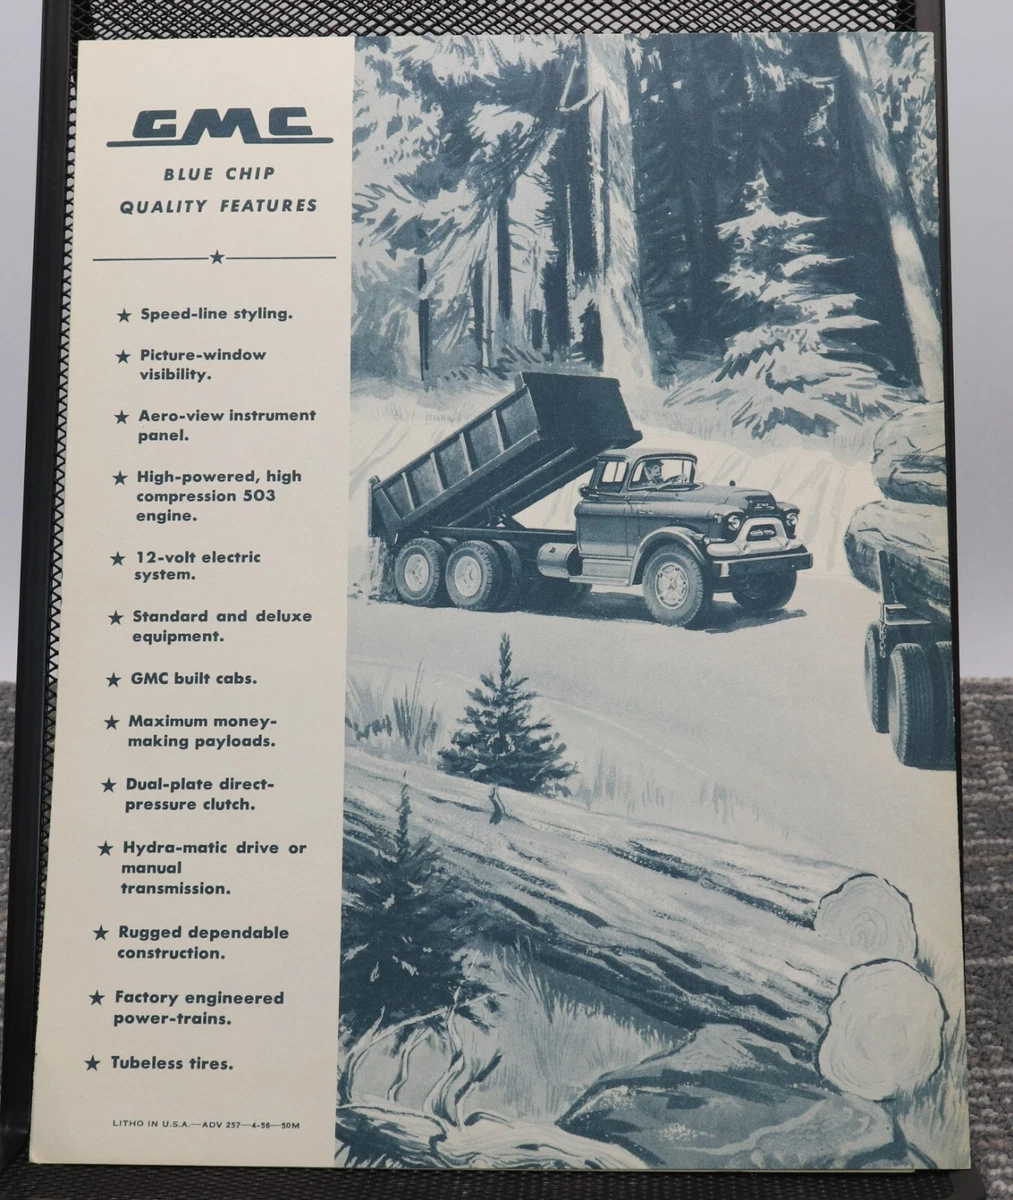 GMC
BLUE CHIP
QUALITY FEATURES
★ Speed-line styling.
★ Picture-window
visibility.
★ Aero-view instrument
panel.
★ High-powered, high
compression 503
engine.
★ 12-volt electric
system.
★ Standard and deluxe
equipment.
★ GMC built cabs.
★ Maximum money-
making payloads.
★ Dual-plate direct-
pressure clutch.
★ Hydra-matic drive or
manual
transmission.
★ Rugged dependable
construction.
★ Factory engineered
power-trains.
★ Tubeless tires.
LITHO IN U.S.A.—ADV 257—4-56—50M